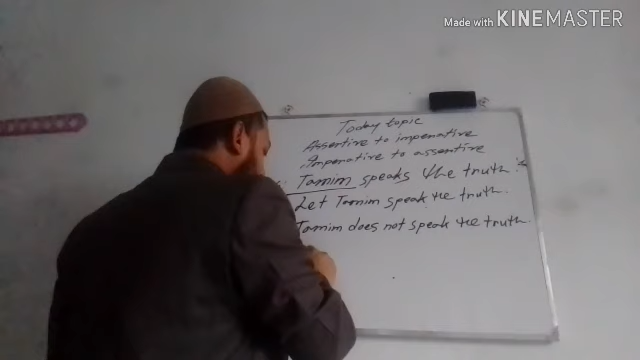 Made with KINEMASTER
Today topic
Assertive to imperative
Imperative to assertive
Tamim speaks the truth.
Let Tamim speak the truth.
Tamim does not speak the truth.